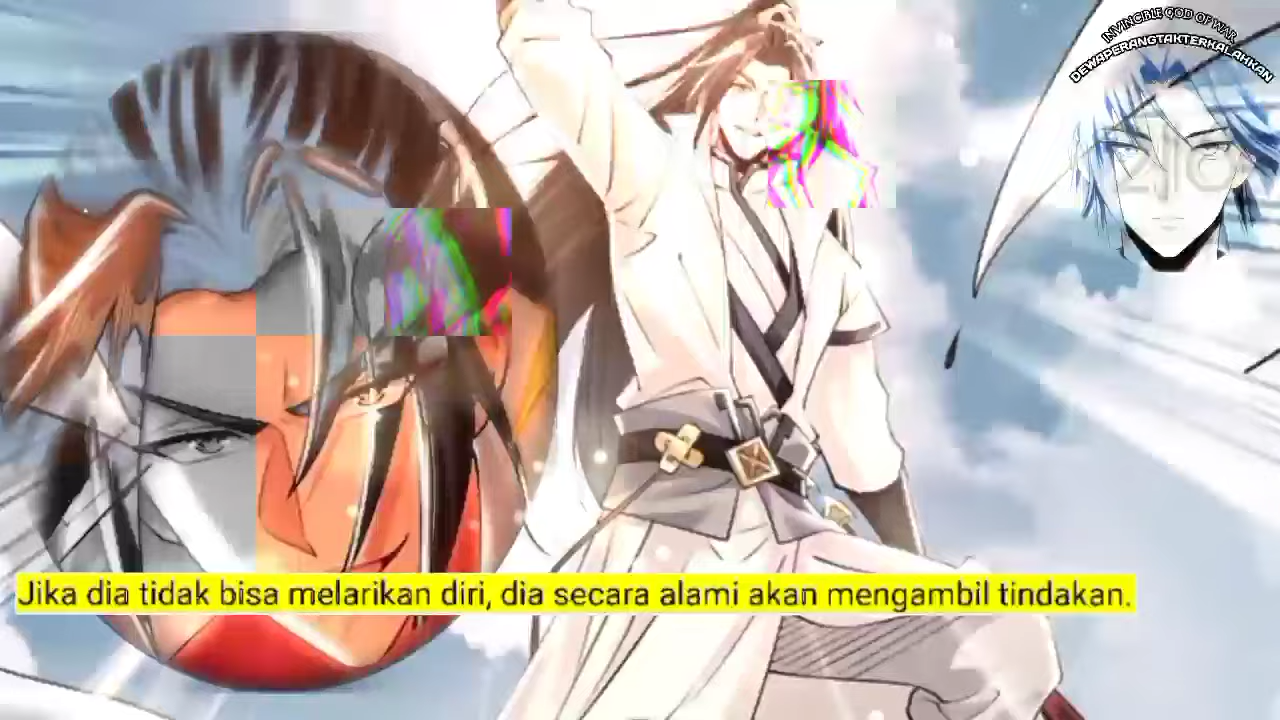 INVINCIBLE GOD OF WAR
DEWAPERANGTAKTERKALAHKAN
Jika dia tidak bisa melarikan diri, dia secara alami akan mengambil tindakan.